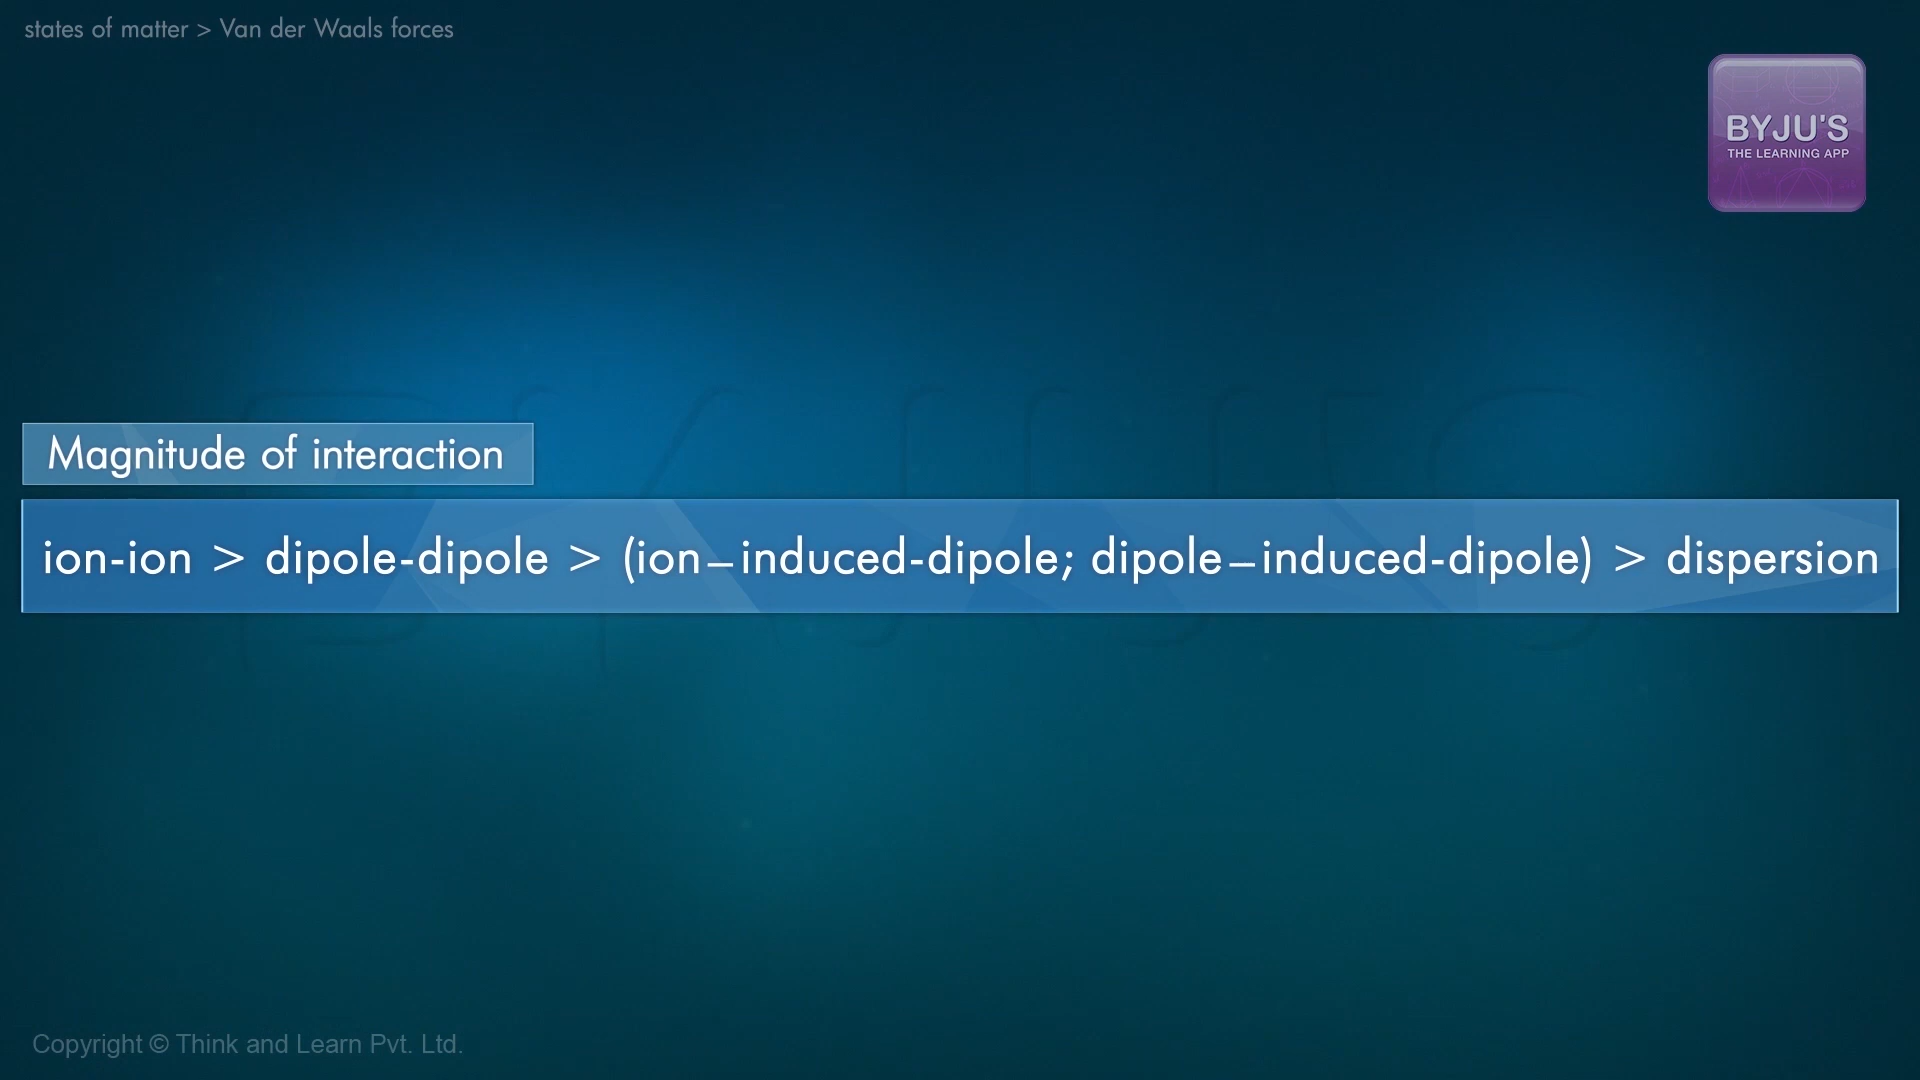 states of matter > Van der Waals forces
BYJU'S
THE LEARNING APP
Magnitude of interaction
ion-ion > dipole-dipole > (ion–induced-dipole; dipole–induced-dipole) > dispersion
Copyright © Think and Learn Pvt. Ltd.